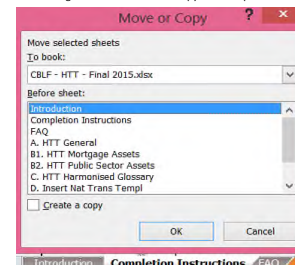 Move or Copy ? ×
Move selected sheets
To book:
CBLF - HTT - Final 2015.xlsx
Before sheet:
Introduction
Completion Instructions
FAQ
A. HTT General
B1. HTT Mortgage Assets
B2. HTT Public Sector Assets
C. HTT Harmonised Glossary
D. Insert Nat Trans Templ
Create a copy
OK Cancel
Introduction Completion Instructions FAQ